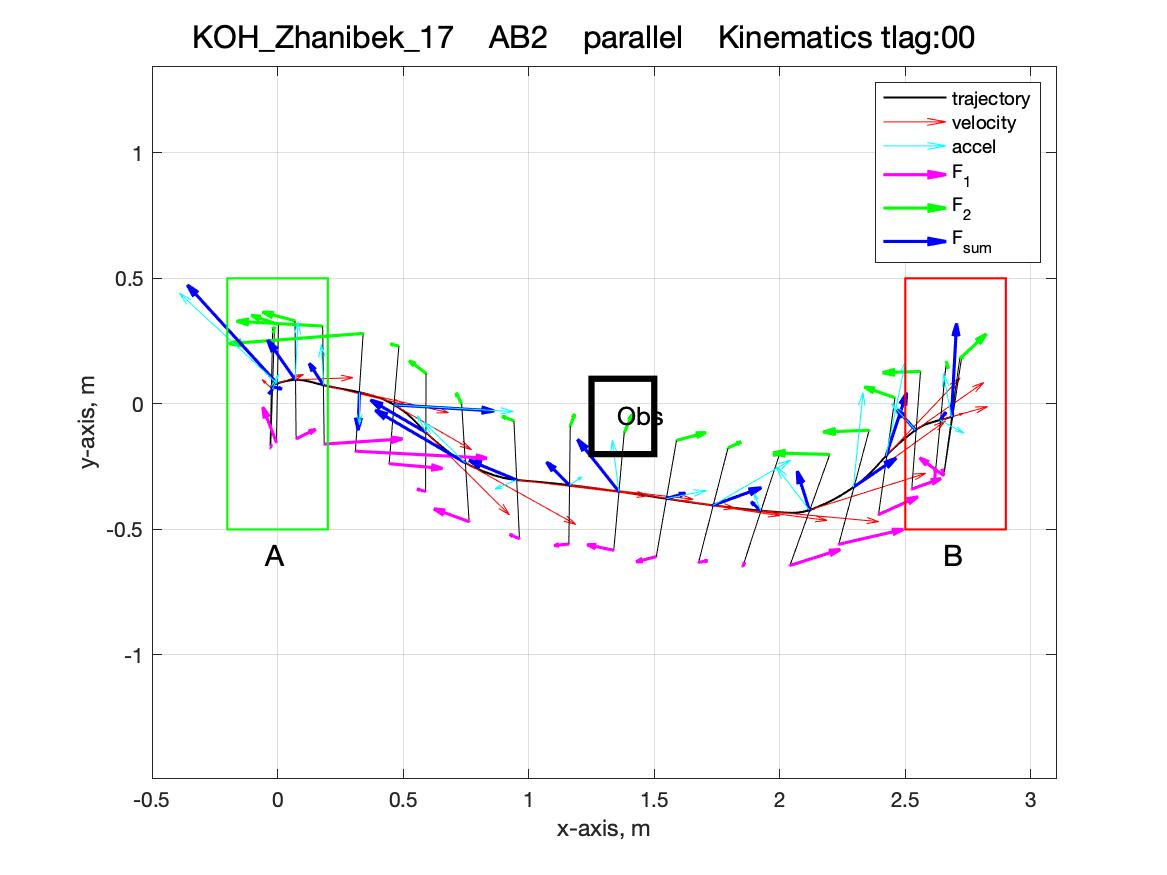 KOH_Zhanibek_17 AB2 parallel Kinematics tlag:00
trajectory
velocity
accel
F1
F2
Fsum
1
0.5
0
-0.5
-1
y-axis, m
Obs
A
B
-0.5 0 0.5 1 1.5 2 2.5 3
x-axis, m